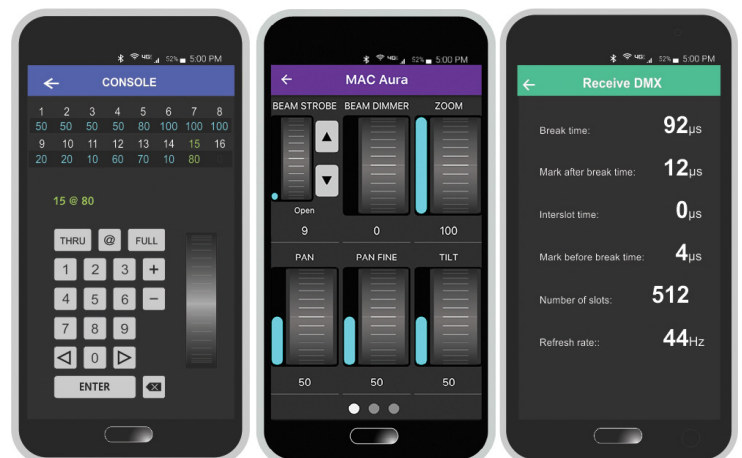 52% 5:00 PM
CONSOLE
1 2 3 4 5 6 7 8
50 50 50 50 80 100 100 100
9 10 11 12 13 14 15 16
20 20 10 60 70 10 80 0
15 @ 80
THRU @ FULL
1 2 3 +
4 5 6 −
7 8 9
0
ENTER
4G 52% 5:00 PM
MAC Aura
BEAM STROBE BEAM DIMMER ZOOM
Open
9 0 100
PAN PAN FINE TILT
50 50 50
52% 5:00 PM
Receive DMX
Break time: 92µs
Mark after break time: 12µs
Interslot time: 0µs
Mark before break time: 4µs
Number of slots: 512
Refresh rate:: 44Hz